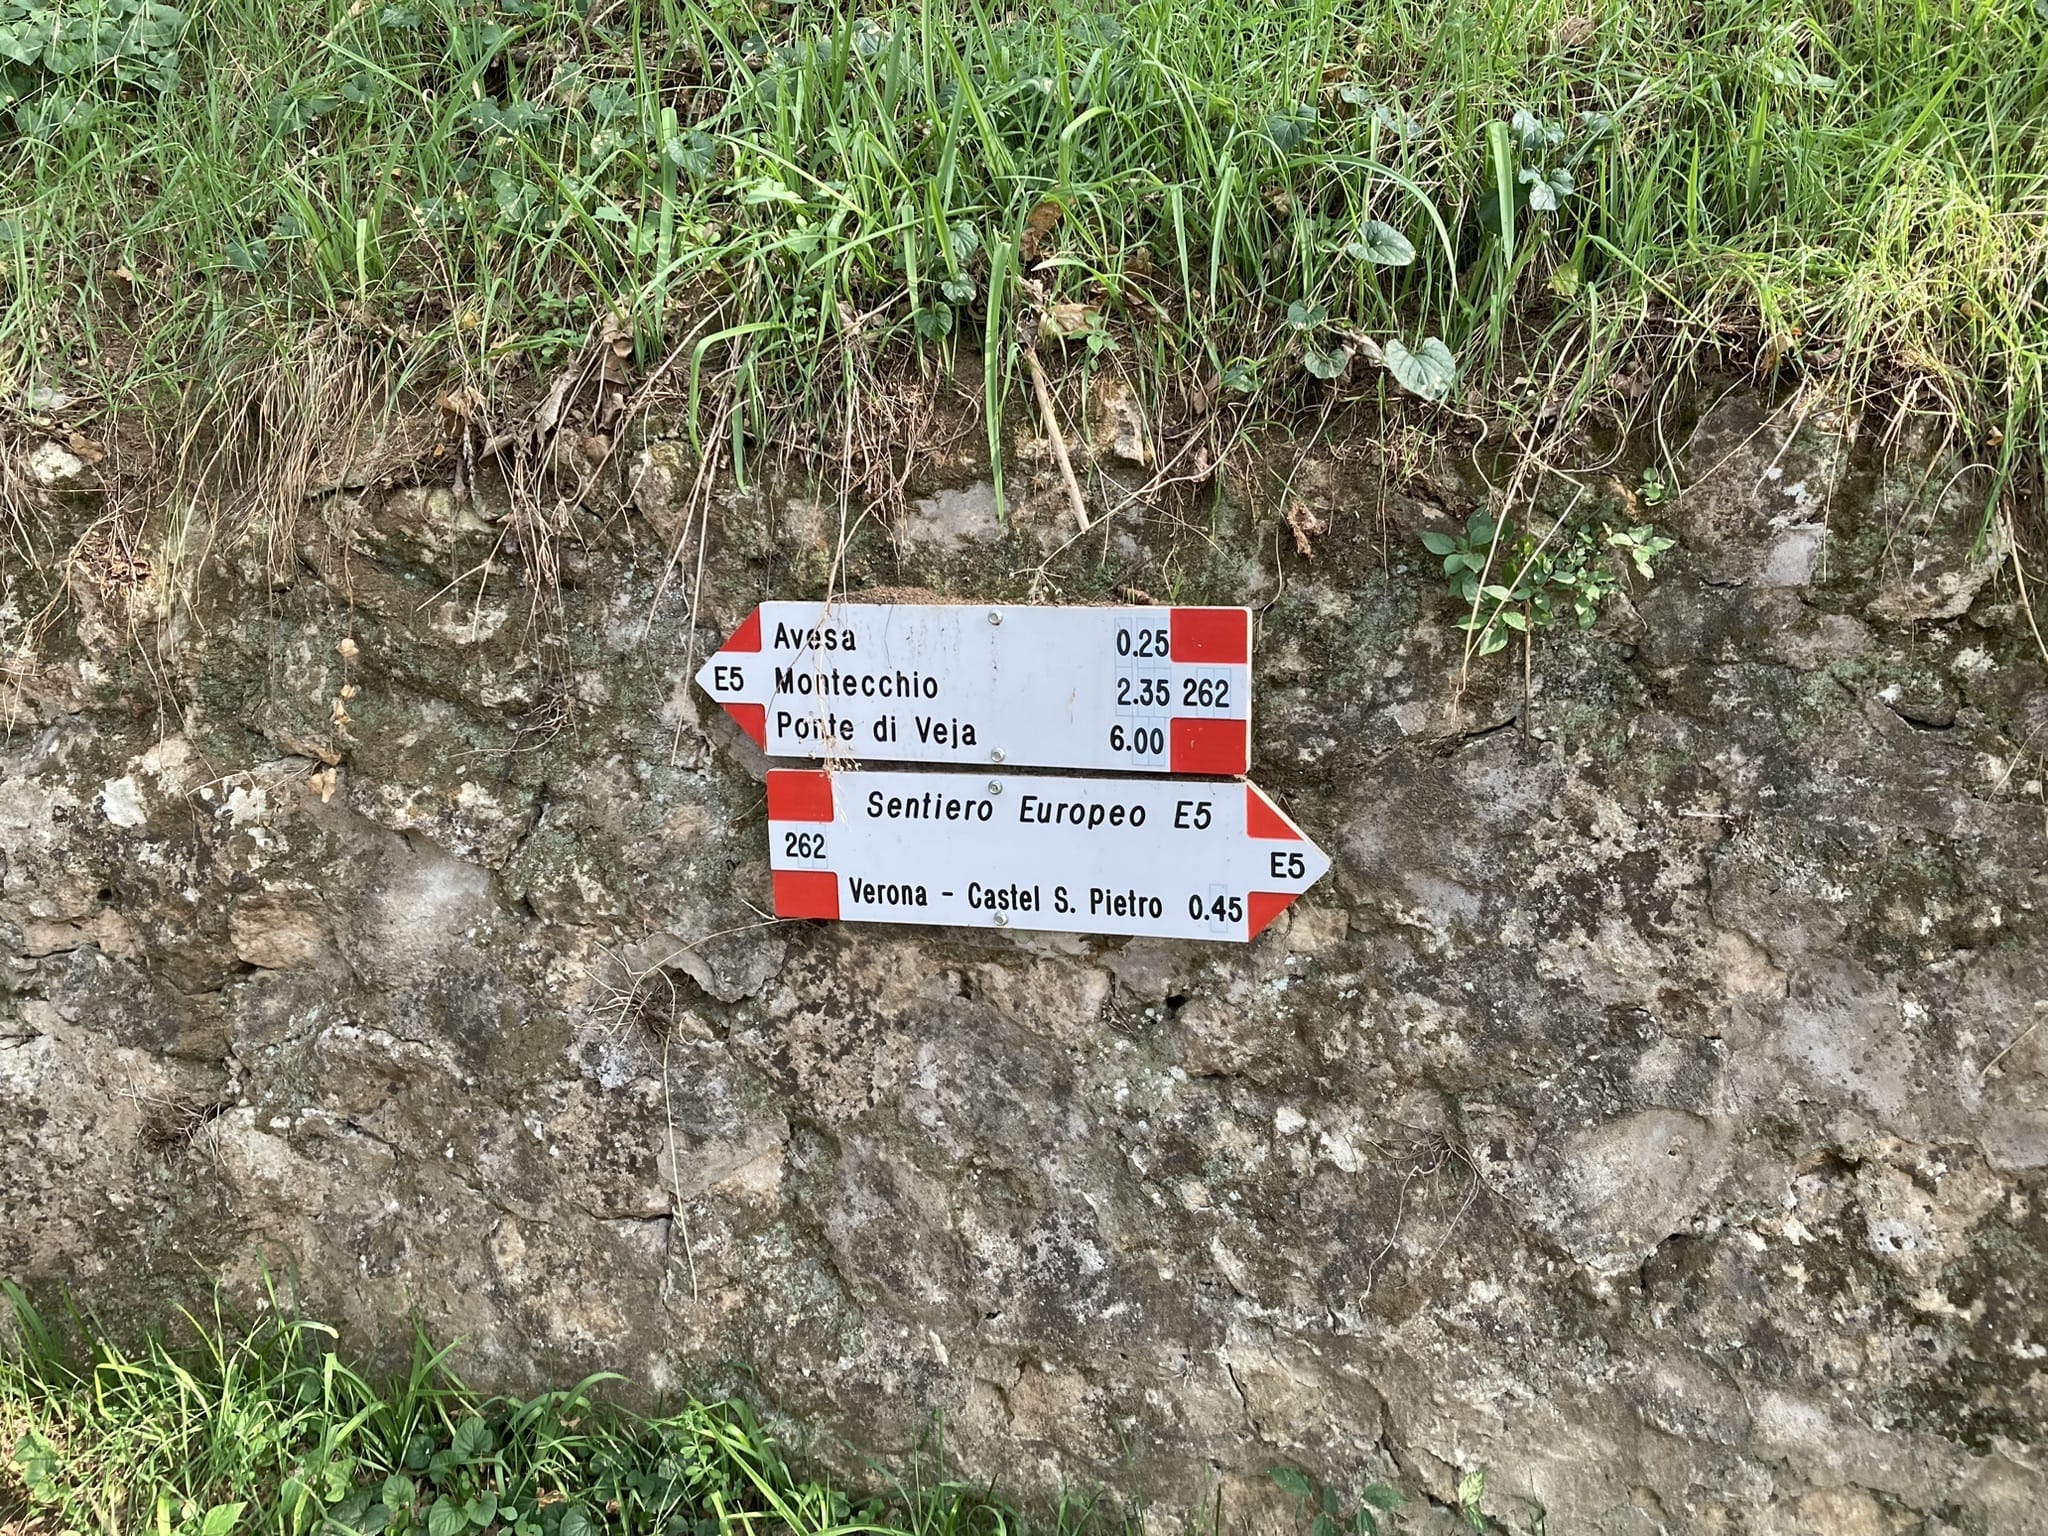 Avesa 0.25
E5 Montecchio 2.35 262
Ponte di Veja 6.00
Sentiero Europeo E5
262 E5
Verona - Castel S. Pietro 0.45